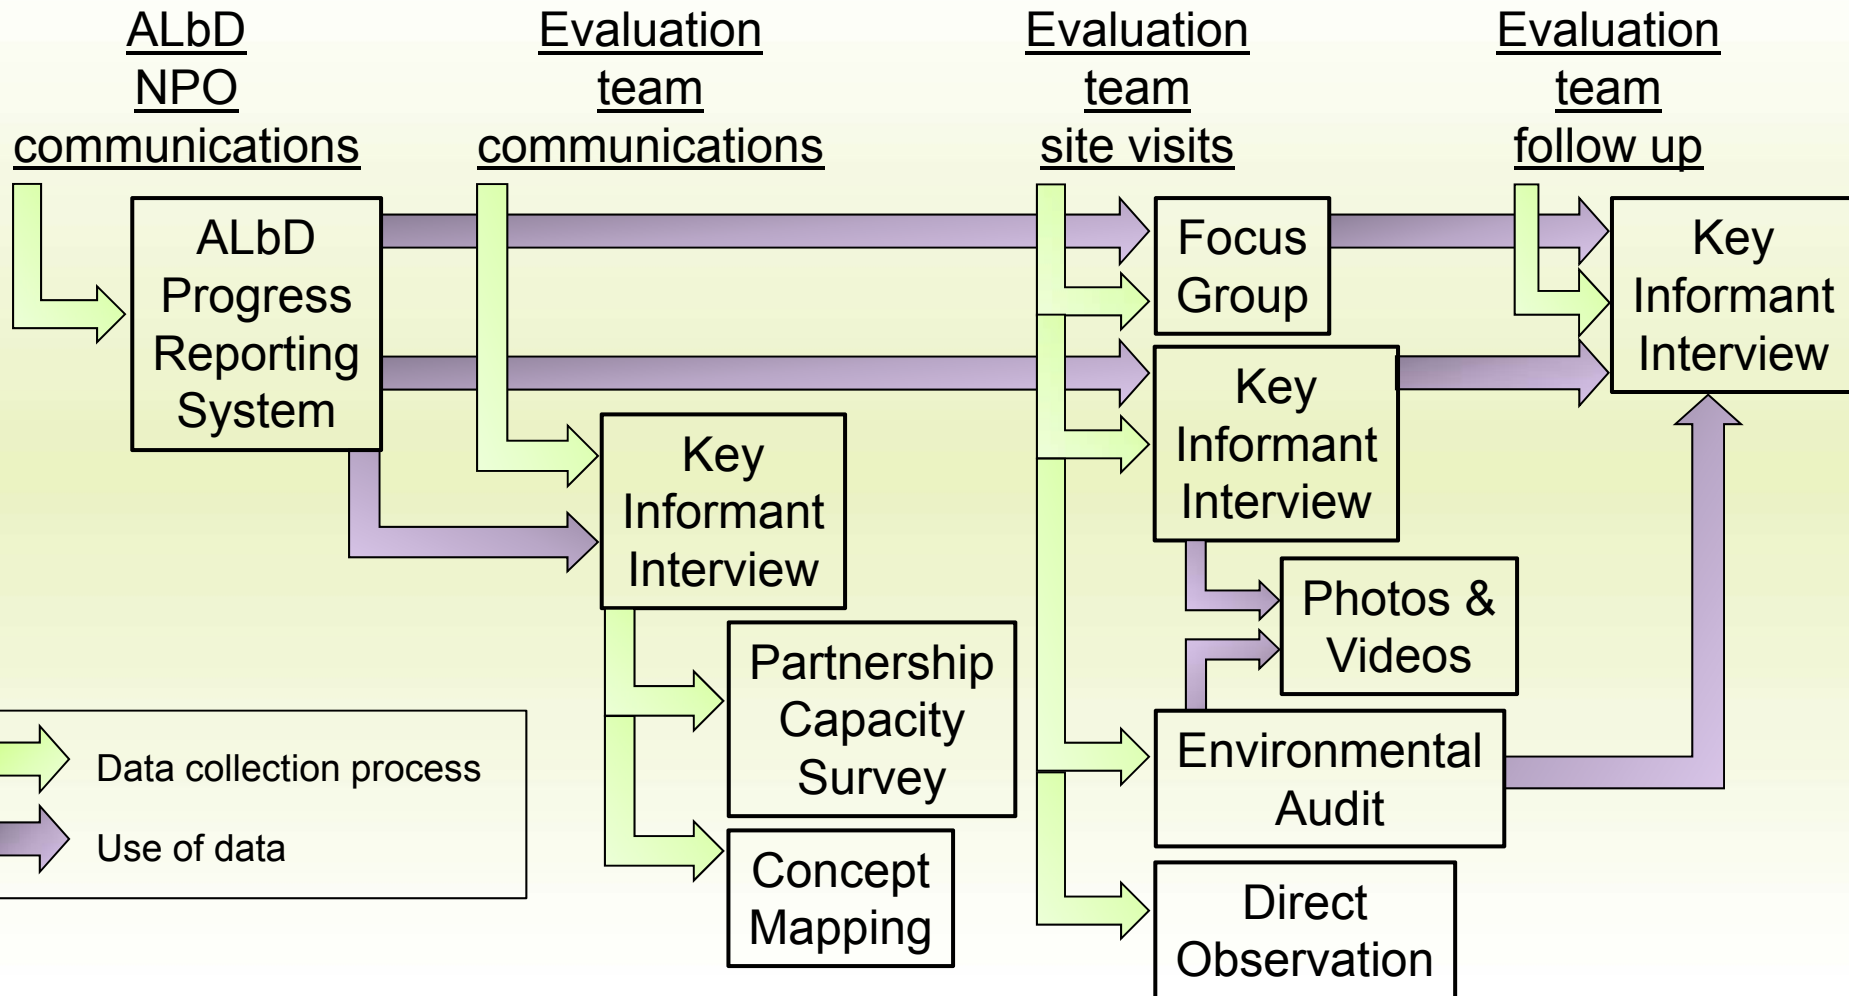 ALbD
NPO
communications
Evaluation
team
communications
Evaluation
team
site visits
Evaluation
team
follow up
ALbD
Progress
Reporting
System
Key
Informant
Interview
Partnership
Capacity
Survey
Concept
Mapping
Focus
Group
Key
Informant
Interview
Photos &
Videos
Environmental
Audit
Direct
Observation
Key
Informant
Interview
Data collection process
Use of data